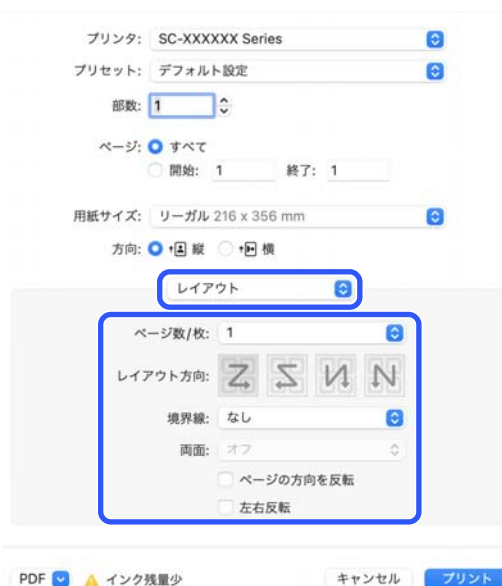 プリンタ: SC-XXXXXX Series
プリセット: デフォルト設定
部数: 1
ページ: すべて
開始: 1 終了: 1
用紙サイズ: リーガル 216 x 356 mm
方向: 縦 横
レイアウト
ページ数/枚: 1
レイアウト方向:
境界線: なし
両面: オフ
ページの方向を反転
左右反転
PDF インク残量少 キャンセル プリント